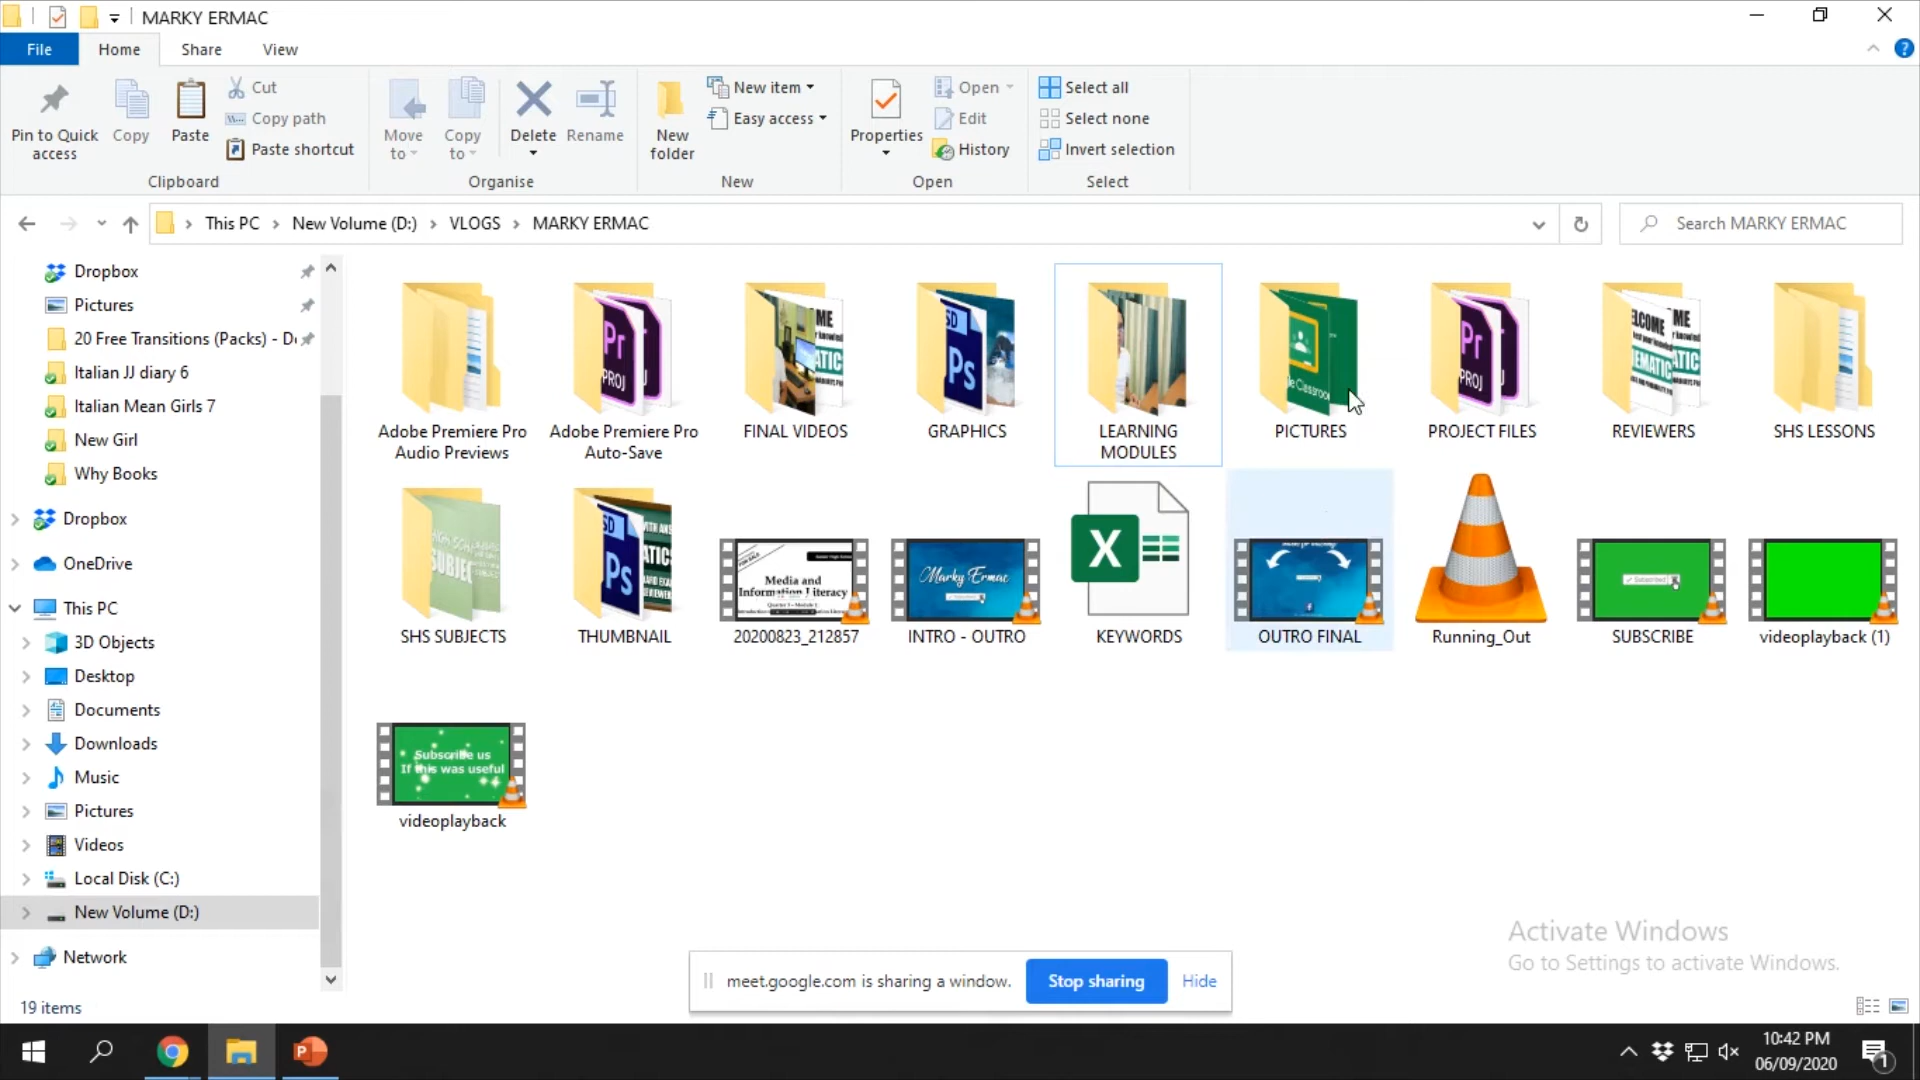 MARKY ERMAC
File Home Share View
Pin to Quick access
Copy
Paste
Cut
Copy path
Paste shortcut
Clipboard
Move to
Copy to
Delete
Rename
Organise
New folder
New item
Easy access
New
Properties
Open
Edit
History
Open
Select all
Select none
Invert selection
Select
This PC > New Volume (D:) > VLOGS > MARKY ERMAC
Search MARKY ERMAC
Dropbox
Pictures
20 Free Transitions (Packs) - D
Italian JJ diary 6
Italian Mean Girls 7
New Girl
Why Books
Dropbox
OneDrive
This PC
3D Objects
Desktop
Documents
Downloads
Music
Pictures
Videos
Local Disk (C:)
New Volume (D:)
Network
Adobe Premiere Pro
Audio Previews
Adobe Premiere Pro
Auto-Save
FINAL VIDEOS
GRAPHICS
LEARNING
MODULES
PICTURES
PROJECT FILES
REVIEWERS
SHS LESSONS
SHS SUBJECTS
THUMBNAIL
Media and
Information Literacy
20200823_212857
Marky Ermac
INTRO - OUTRO
KEYWORDS
OUTRO FINAL
Running_Out
SUBSCRIBE
videoplayback (1)
Subscribe us
If this was useful
videoplayback
Activate Windows
Go to Settings to activate Windows.
meet.google.com is sharing a window.
Stop sharing
Hide
19 items
10:42 PM
06/09/2020
1